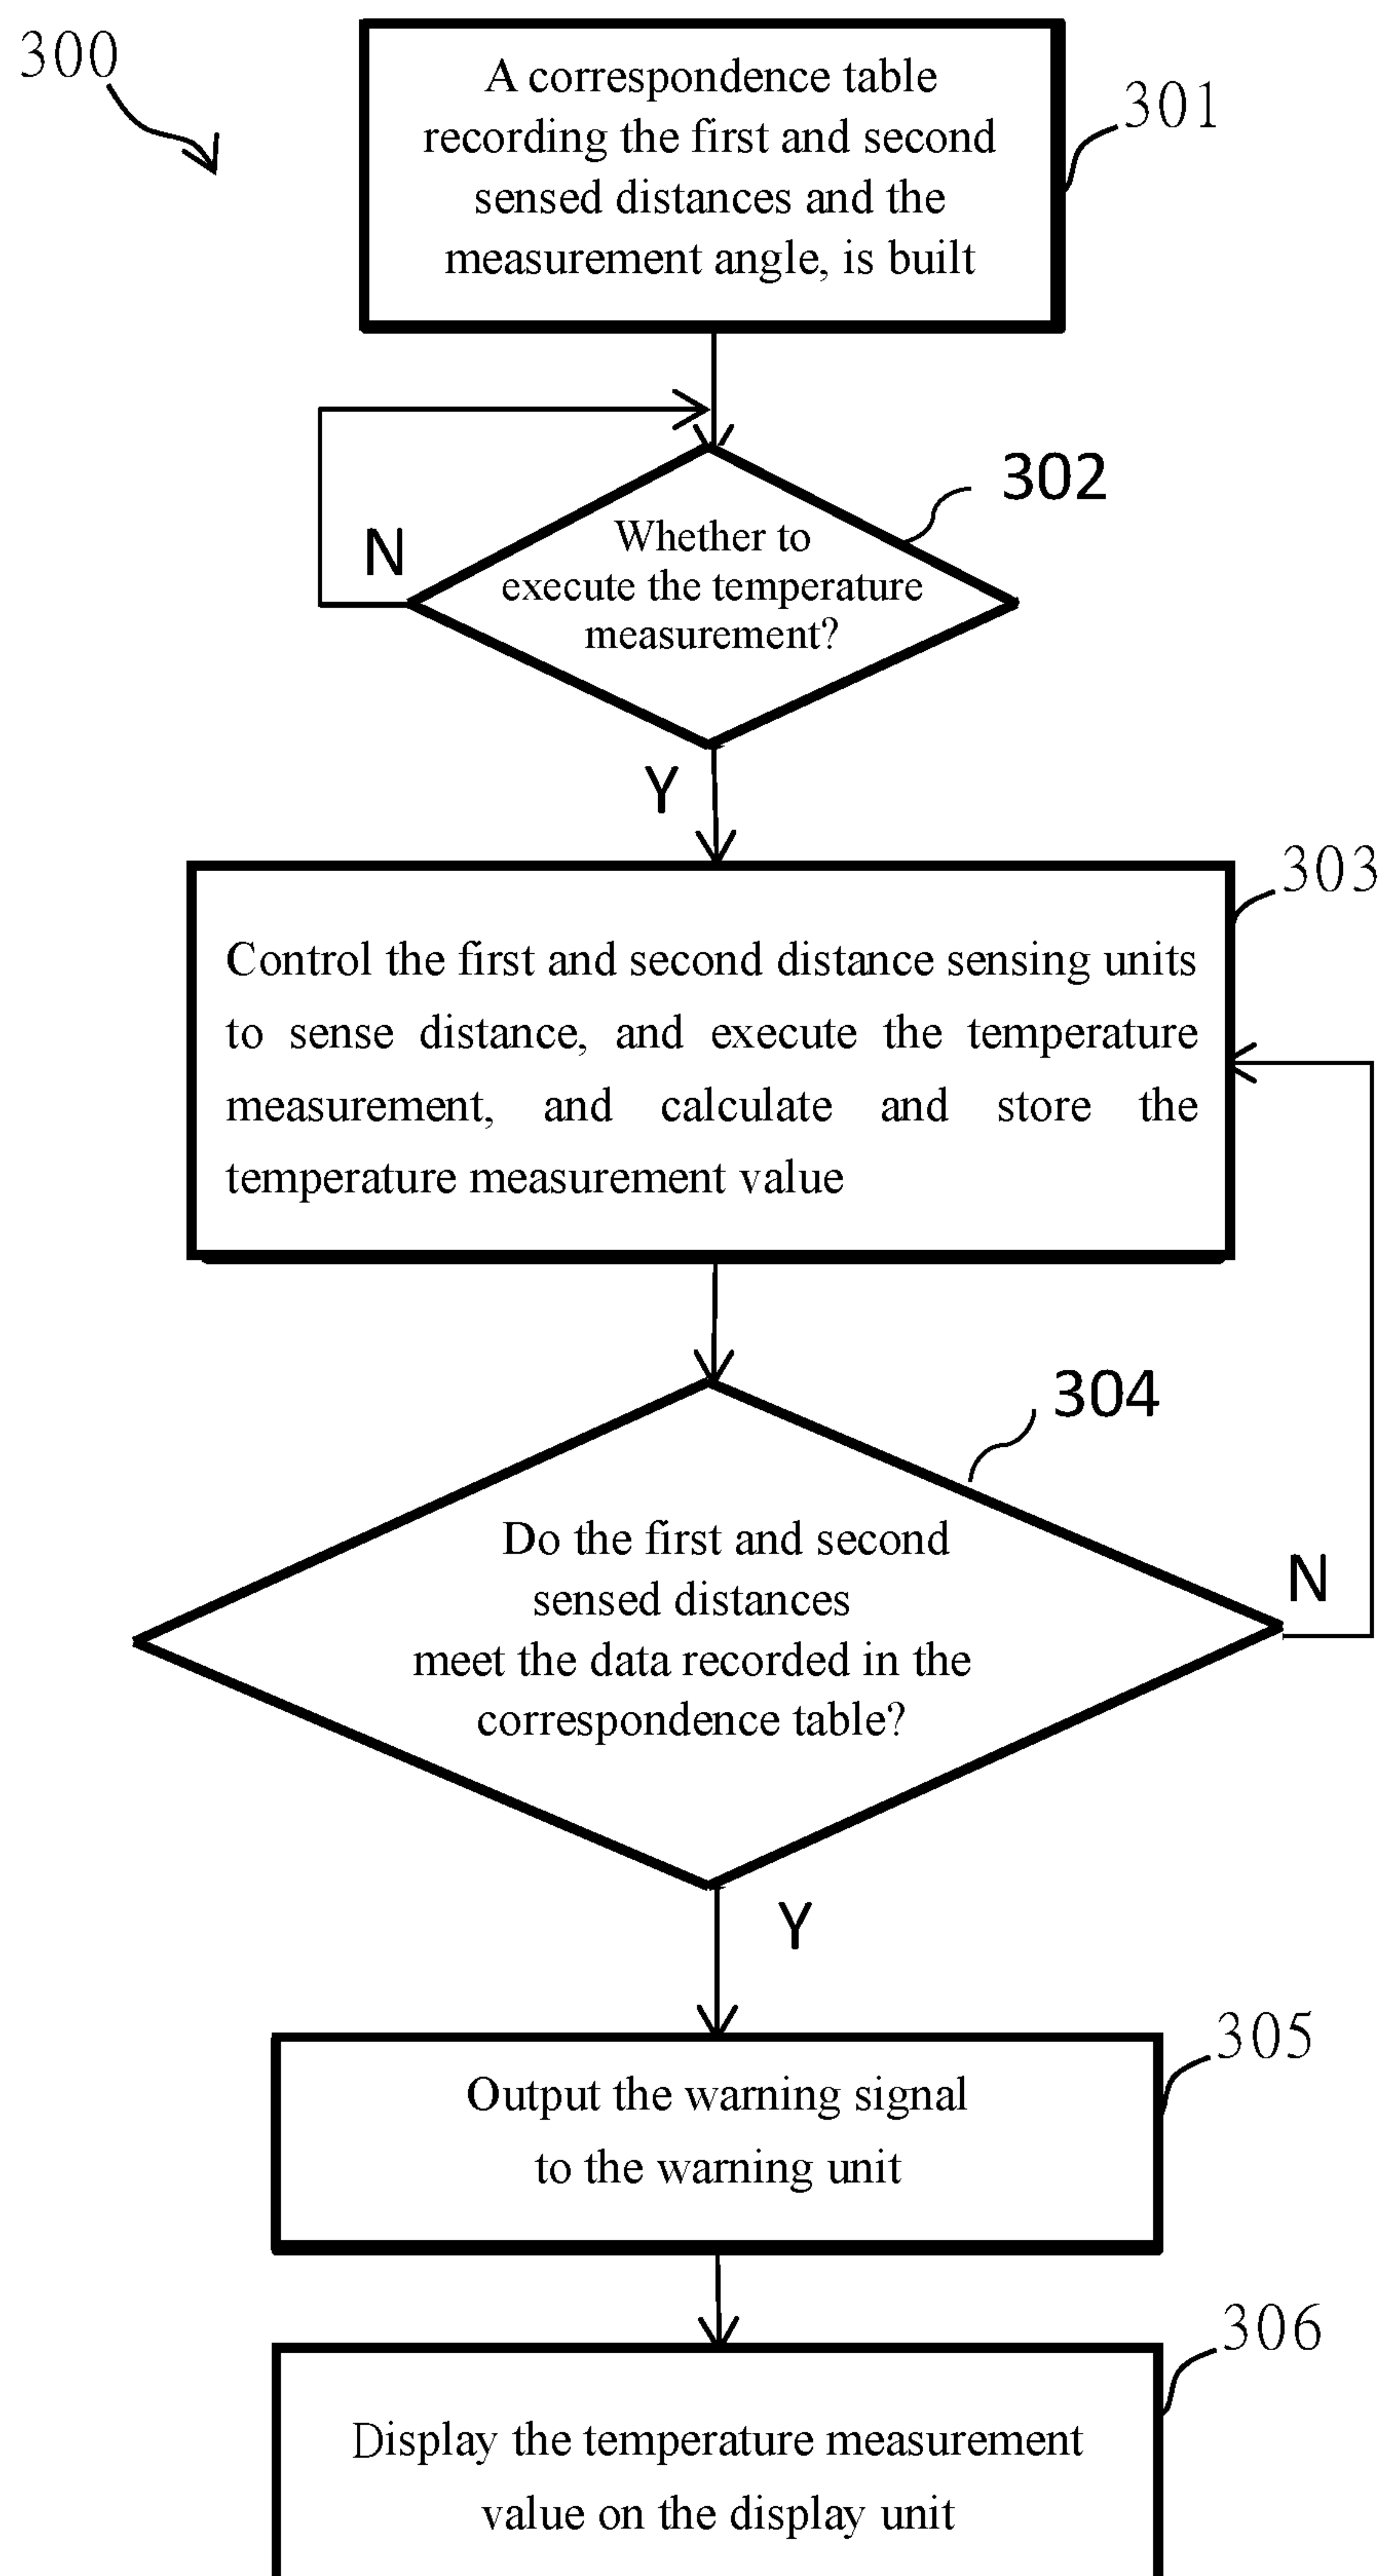 300
A correspondence table
recording the first and second
sensed distances and the
measurement angle, is built
301
302
Whether to
execute the temperature
measurement?
N
Y
303
Control the first and second distance sensing units
to sense distance, and execute the temperature
measurement, and calculate and store the
temperature measurement value
304
Do the first and second
sensed distances
meet the data recorded in the
correspondence table?
N
Y
305
Output the warning signal
to the warning unit
306
Display the temperature measurement
value on the display unit